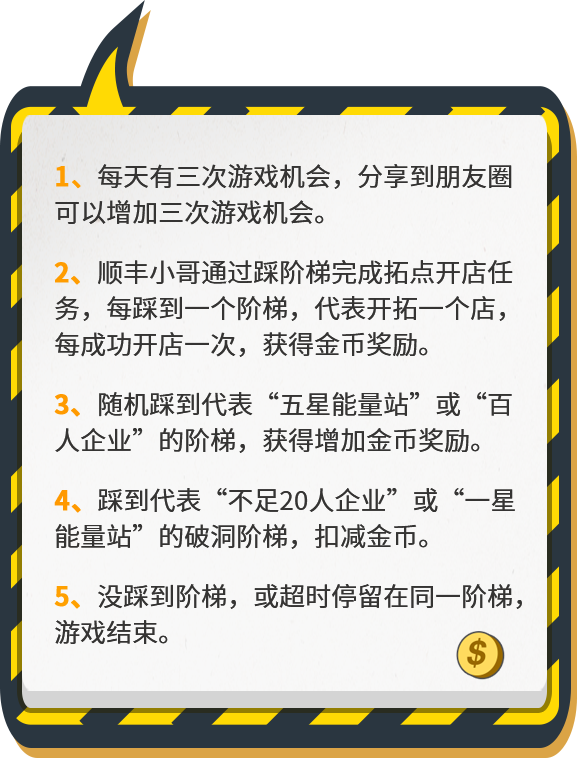 1、每天有三次游戏机会，分享到朋友圈
可以增加三次游戏机会。
2、顺丰小哥通过踩阶梯完成拓点开店任
务，每踩到一个阶梯，代表开拓一个店，
每成功开店一次，获得金币奖励。
3、随机踩到代表“五星能量站”或“百
人企业”的阶梯，获得增加金币奖励。
4、踩到代表“不足20人企业”或“一星
能量站”的破洞阶梯，扣减金币。
5、没踩到阶梯，或超时停留在同一阶梯，
游戏结束。
$